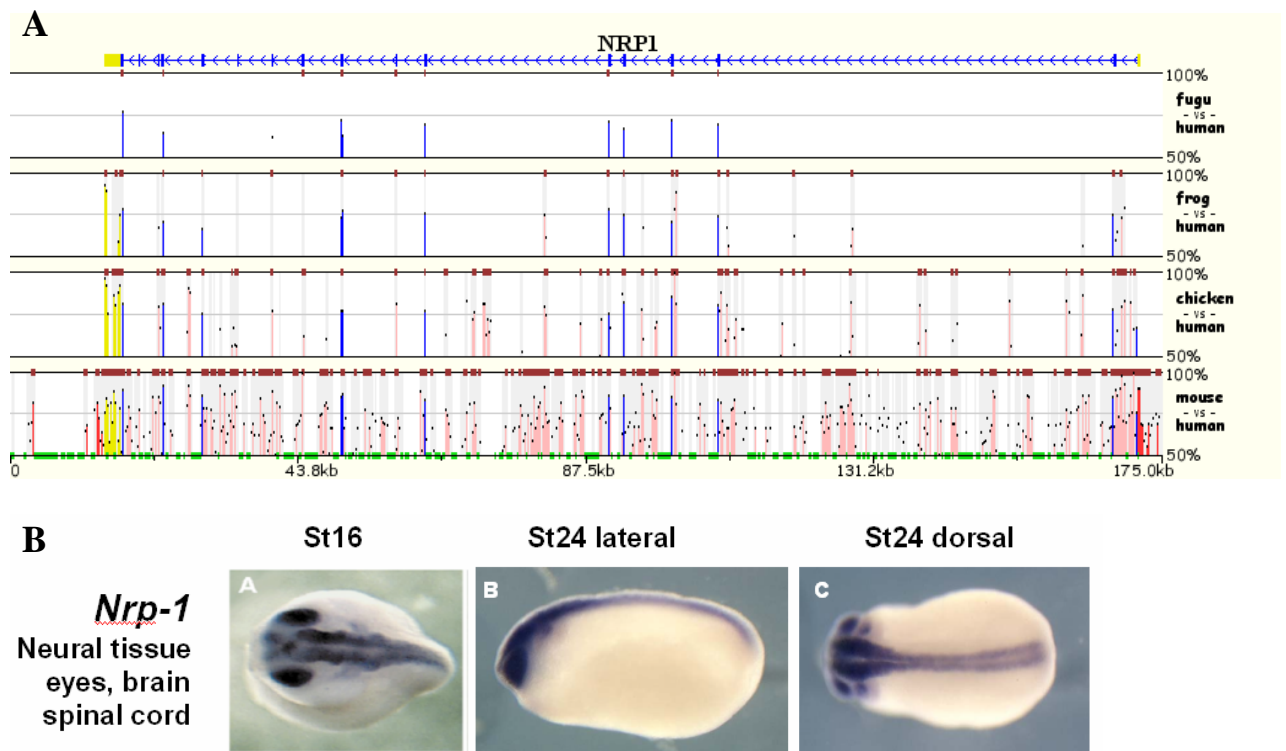 A
NRP1
100%
fugu
- vs -
human
50%
100%
frog
- vs -
human
50%
100%
chicken
- vs -
human
50%
100%
mouse
- vs -
human
50%
0 43.8kb 87.5kb 131.2kb 175.0kb
B
St16 St24 lateral St24 dorsal
Nrp-1
Neural tissue
eyes, brain
spinal cord
A B C